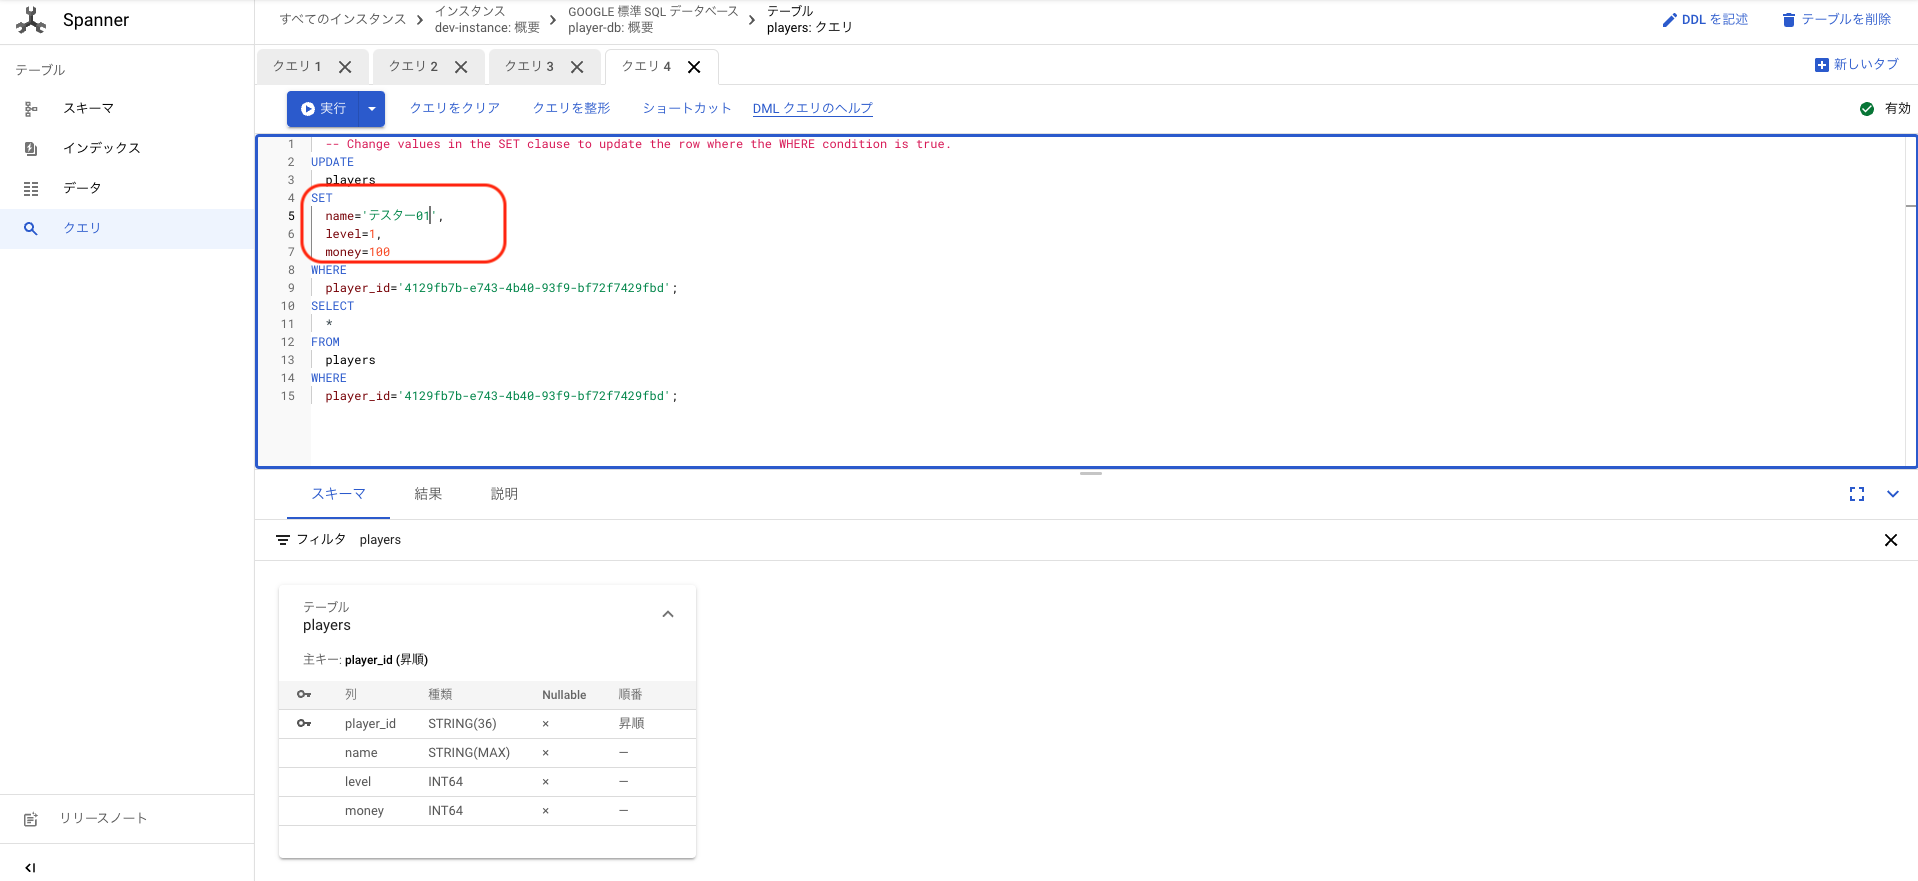 Spanner
すべてのインスタンス
インスタンス
dev-instance: 概要
GOOGLE 標準 SQL データベース
player-db: 概要
テーブル
players: クエリ
DDL を記述
テーブルを削除
テーブル
スキーマ
インデックス
データ
クエリ
リリースノート
クエリ 1
クエリ 2
クエリ 3
クエリ 4
新しいタブ
実行
クエリをクリア
クエリを整形
ショートカット
DML クエリのヘルプ
有効
1 -- Change values in the SET clause to update the row where the WHERE condition is true.
2 UPDATE
3 players
4 SET
5 name='テスター01',
6 level=1,
7 money=100
8 WHERE
9 player_id='4129fb7b-e743-4b40-93f9-bf72f7429fbd';
10 SELECT
11 *
12 FROM
13 players
14 WHERE
15 player_id='4129fb7b-e743-4b40-93f9-bf72f7429fbd';
スキーマ
結果
説明
フィルタ players
テーブル
players
主キー: player_id (昇順)
列 種類 Nullable 順番
player_id STRING(36) × 昇順
name STRING(MAX) × —
level INT64 × —
money INT64 × —